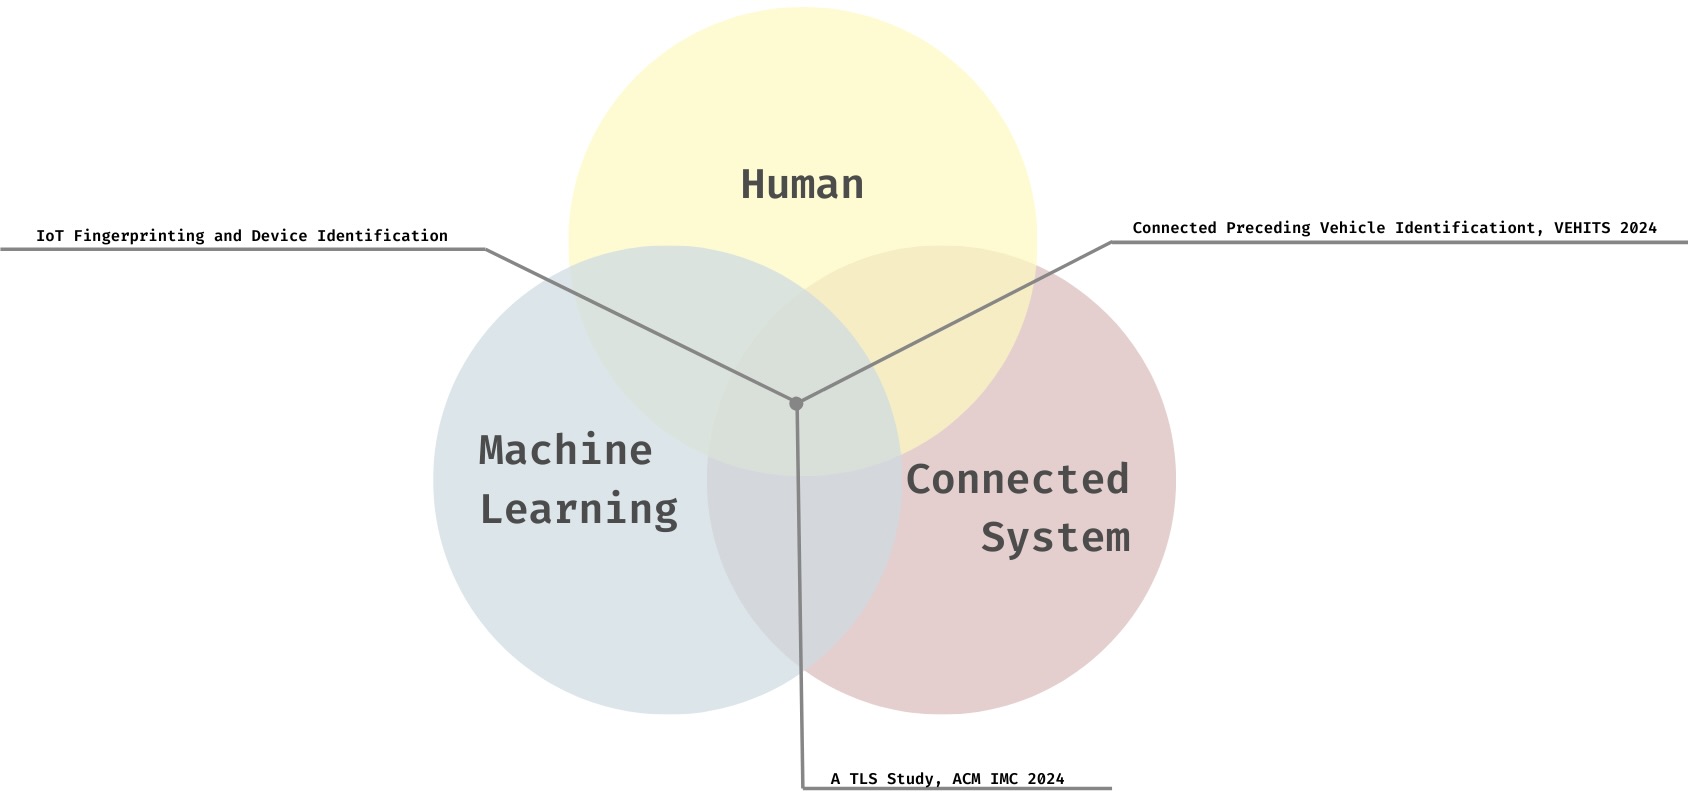 Human
IoT Fingerprinting and Device Identification
Connected Preceding Vehicle Identificationt, VEHITS 2024
Machine
Learning
Connected
System
A TLS Study, ACM IMC 2024